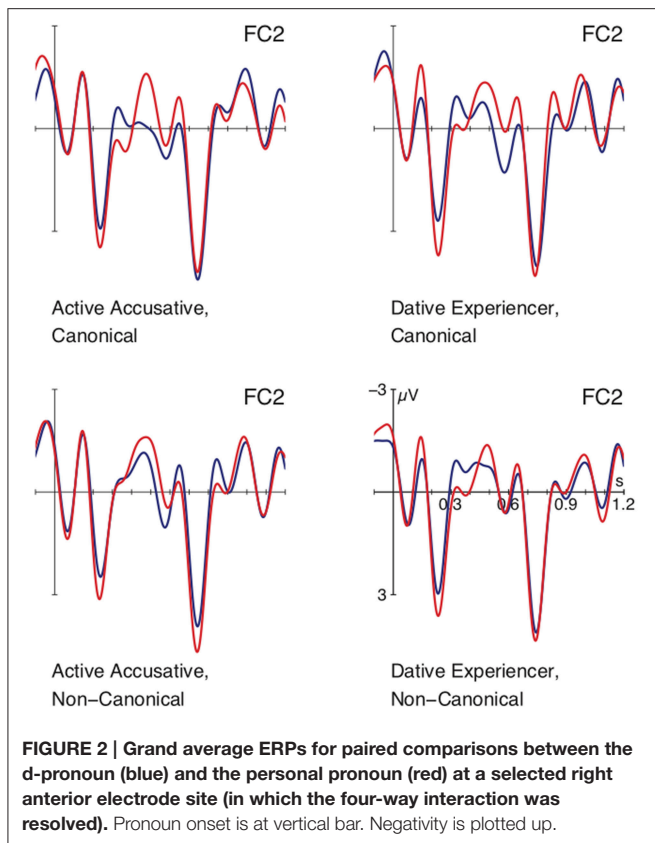 FC2
FC2
Active Accusative,
Canonical
Dative Experiencer,
Canonical
FC2
−3
μV
FC2
s
0.3 0.6 0.9 1.2
3
Active Accusative,
Non−Canonical
Dative Experiencer,
Non−Canonical
FIGURE 2 | Grand average ERPs for paired comparisons between the
d-pronoun (blue) and the personal pronoun (red) at a selected right
anterior electrode site (in which the four-way interaction was
resolved). Pronoun onset is at vertical bar. Negativity is plotted up.